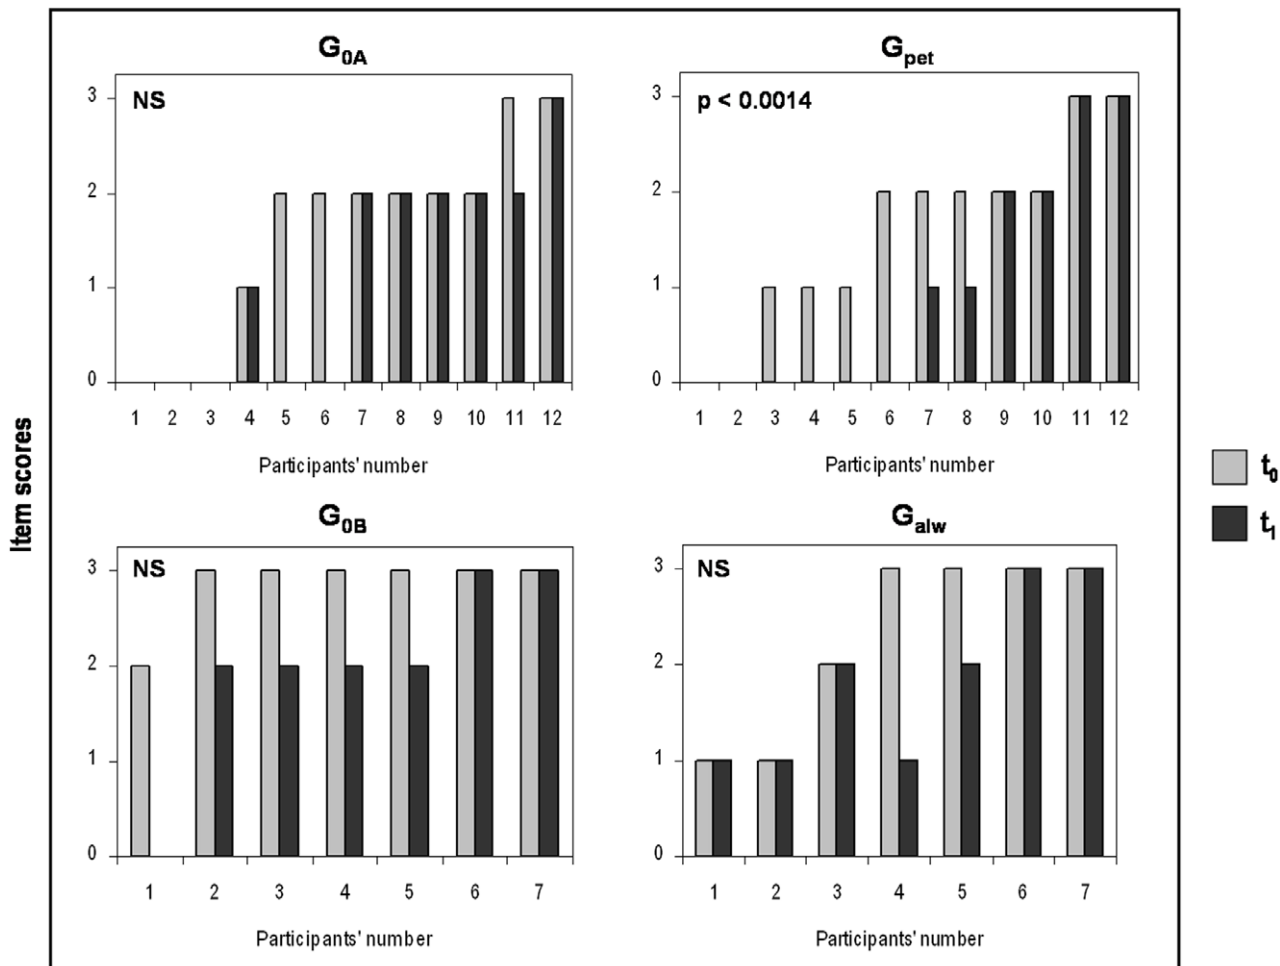 G0A
NS
3
2
1
0
1 2 3 4 5 6 7 8 9 10 11 12
Participants' number
Gpet
p < 0.0014
3
2
1
0
1 2 3 4 5 6 7 8 9 10 11 12
Participants' number
Item scores
G0B
NS
3
2
1
0
1 2 3 4 5 6 7
Participants' number
Galw
NS
3
2
1
0
1 2 3 4 5 6 7
Participants' number
t0
t1